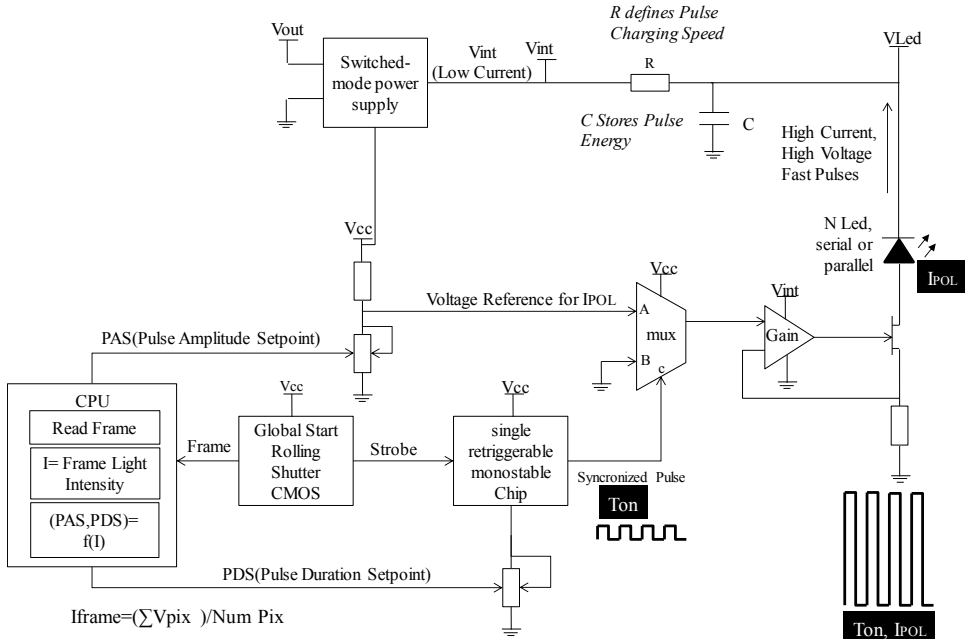 R defines Pulse
Charging Speed
Vout
Vint
(Low Current)
Vint
VLed
Switched-
mode power
supply
R
C Stores Pulse
Energy
C
High Current,
High Voltage
Fast Pulses
N Led,
serial or
parallel
IPOL
Vcc
Vcc
Vint
Voltage Reference for IPOL
A
mux
B
c
Gain
PAS(Pulse Amplitude Setpoint)
CPU
Read Frame
I= Frame Light
Intensity
(PAS,PDS)=
f(I)
Vcc
Vcc
Frame
Global Start
Rolling
Shutter
CMOS
Strobe
single
retriggerable
monostable
Chip
Syncronized Pulse
Ton
PDS(Pulse Duration Setpoint)
Iframe=(∑Vpix )/Num Pix
Ton, IPOL